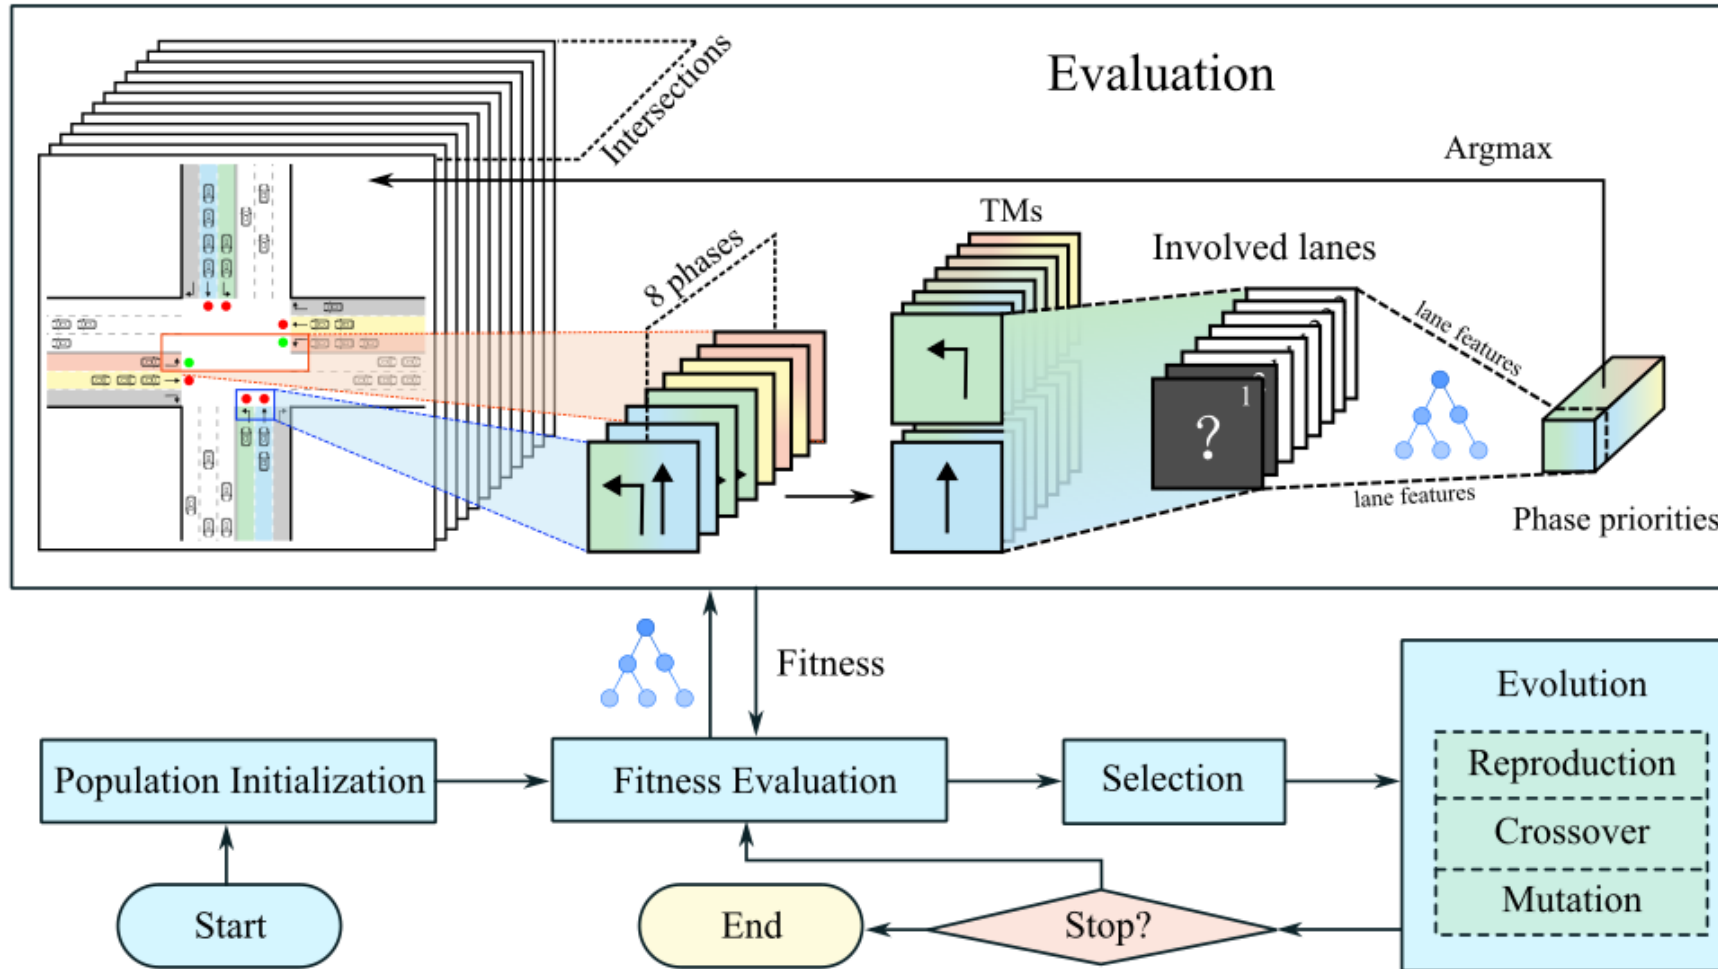 Evaluation
Intersections
Argmax
8 phases
TMs
Involved lanes
lane features
1
?
lane features
Phase priorities
Fitness
Population Initialization
Fitness Evaluation
Selection
Evolution
Reproduction
Crossover
Mutation
Start
End
Stop?